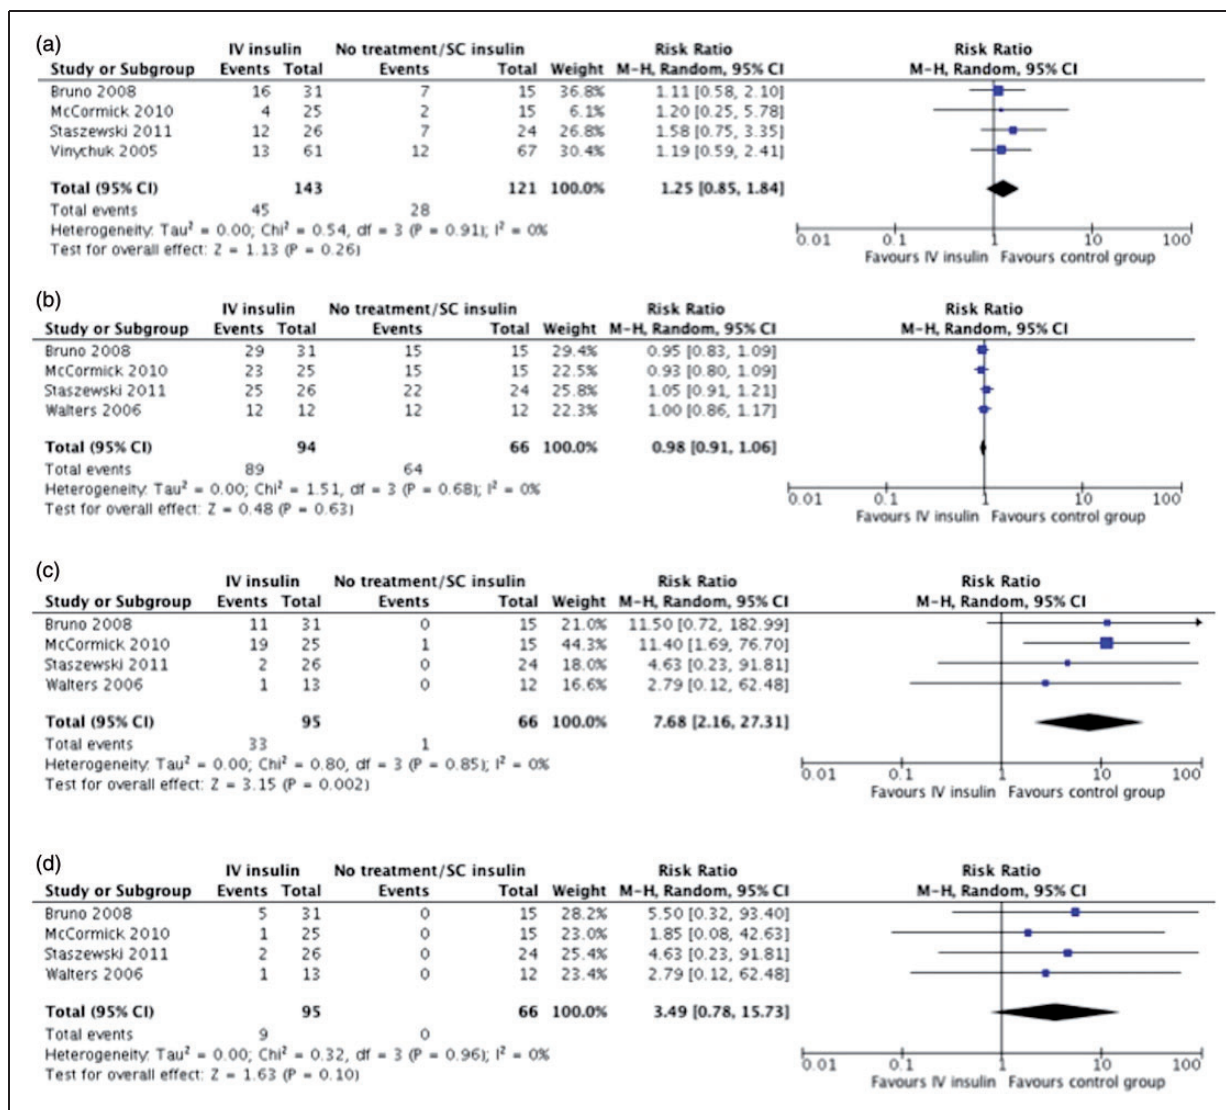 (a)
IV insulin No treatment/SC insulin Risk Ratio Risk Ratio
Study or Subgroup Events Total Events Total Weight M-H, Random, 95% CI M-H, Random, 95% CI
Bruno 2008 16 31 7 15 36.8% 1.11 [0.58, 2.10]
McCormick 2010 4 25 2 15 6.1% 1.20 [0.25, 5.78]
Staszewski 2011 12 26 7 24 26.8% 1.58 [0.75, 3.35]
Vinychuk 2005 13 61 12 67 30.4% 1.19 [0.59, 2.41]
Total (95% CI) 143 121 100.0% 1.25 [0.85, 1.84]
Total events 45 28
Heterogeneity: Tau² = 0.00; Chi² = 0.54, df = 3 (P = 0.91); I² = 0%
Test for overall effect: Z = 1.13 (P = 0.26)
0.01 0.1 1 10 100
Favours IV insulin Favours control group
(b)
IV insulin No treatment/SC insulin Risk Ratio Risk Ratio
Study or Subgroup Events Total Events Total Weight M-H, Random, 95% CI M-H, Random, 95% CI
Bruno 2008 29 31 15 15 29.4% 0.95 [0.83, 1.09]
McCormick 2010 23 25 15 15 22.5% 0.93 [0.80, 1.09]
Staszewski 2011 25 26 22 24 25.8% 1.05 [0.91, 1.21]
Walters 2006 12 12 12 12 22.3% 1.00 [0.86, 1.17]
Total (95% CI) 94 66 100.0% 0.98 [0.91, 1.06]
Total events 89 64
Heterogeneity: Tau² = 0.00; Chi² = 1.51, df = 3 (P = 0.68); I² = 0%
Test for overall effect: Z = 0.48 (P = 0.63)
0.01 0.1 1 10 100
Favours IV insulin Favours control group
(c)
IV insulin No treatment/SC insulin Risk Ratio Risk Ratio
Study or Subgroup Events Total Events Total Weight M-H, Random, 95% CI M-H, Random, 95% CI
Bruno 2008 11 31 0 15 21.0% 11.50 [0.72, 182.99]
McCormick 2010 19 25 1 15 44.3% 11.40 [1.69, 76.70]
Staszewski 2011 2 26 0 24 18.0% 4.63 [0.23, 91.81]
Walters 2006 1 13 0 12 16.6% 2.79 [0.12, 62.48]
Total (95% CI) 95 66 100.0% 7.68 [2.16, 27.31]
Total events 33 1
Heterogeneity: Tau² = 0.00; Chi² = 0.80, df = 3 (P = 0.85); I² = 0%
Test for overall effect: Z = 3.15 (P = 0.002)
0.01 0.1 1 10 100
Favours IV insulin Favours control group
(d)
IV insulin No treatment/SC insulin Risk Ratio Risk Ratio
Study or Subgroup Events Total Events Total Weight M-H, Random, 95% CI M-H, Random, 95% CI
Bruno 2008 5 31 0 15 28.2% 5.50 [0.32, 93.40]
McCormick 2010 1 25 0 15 23.0% 1.85 [0.08, 42.63]
Staszewski 2011 2 26 0 24 25.4% 4.63 [0.23, 91.81]
Walters 2006 1 13 0 12 23.4% 2.79 [0.12, 62.48]
Total (95% CI) 95 66 100.0% 3.49 [0.78, 15.73]
Total events 9 0
Heterogeneity: Tau² = 0.00; Chi² = 0.32, df = 3 (P = 0.96); I² = 0%
Test for overall effect: Z = 1.63 (P = 0.10)
0.01 0.1 1 10 100
Favours IV insulin Favours control group